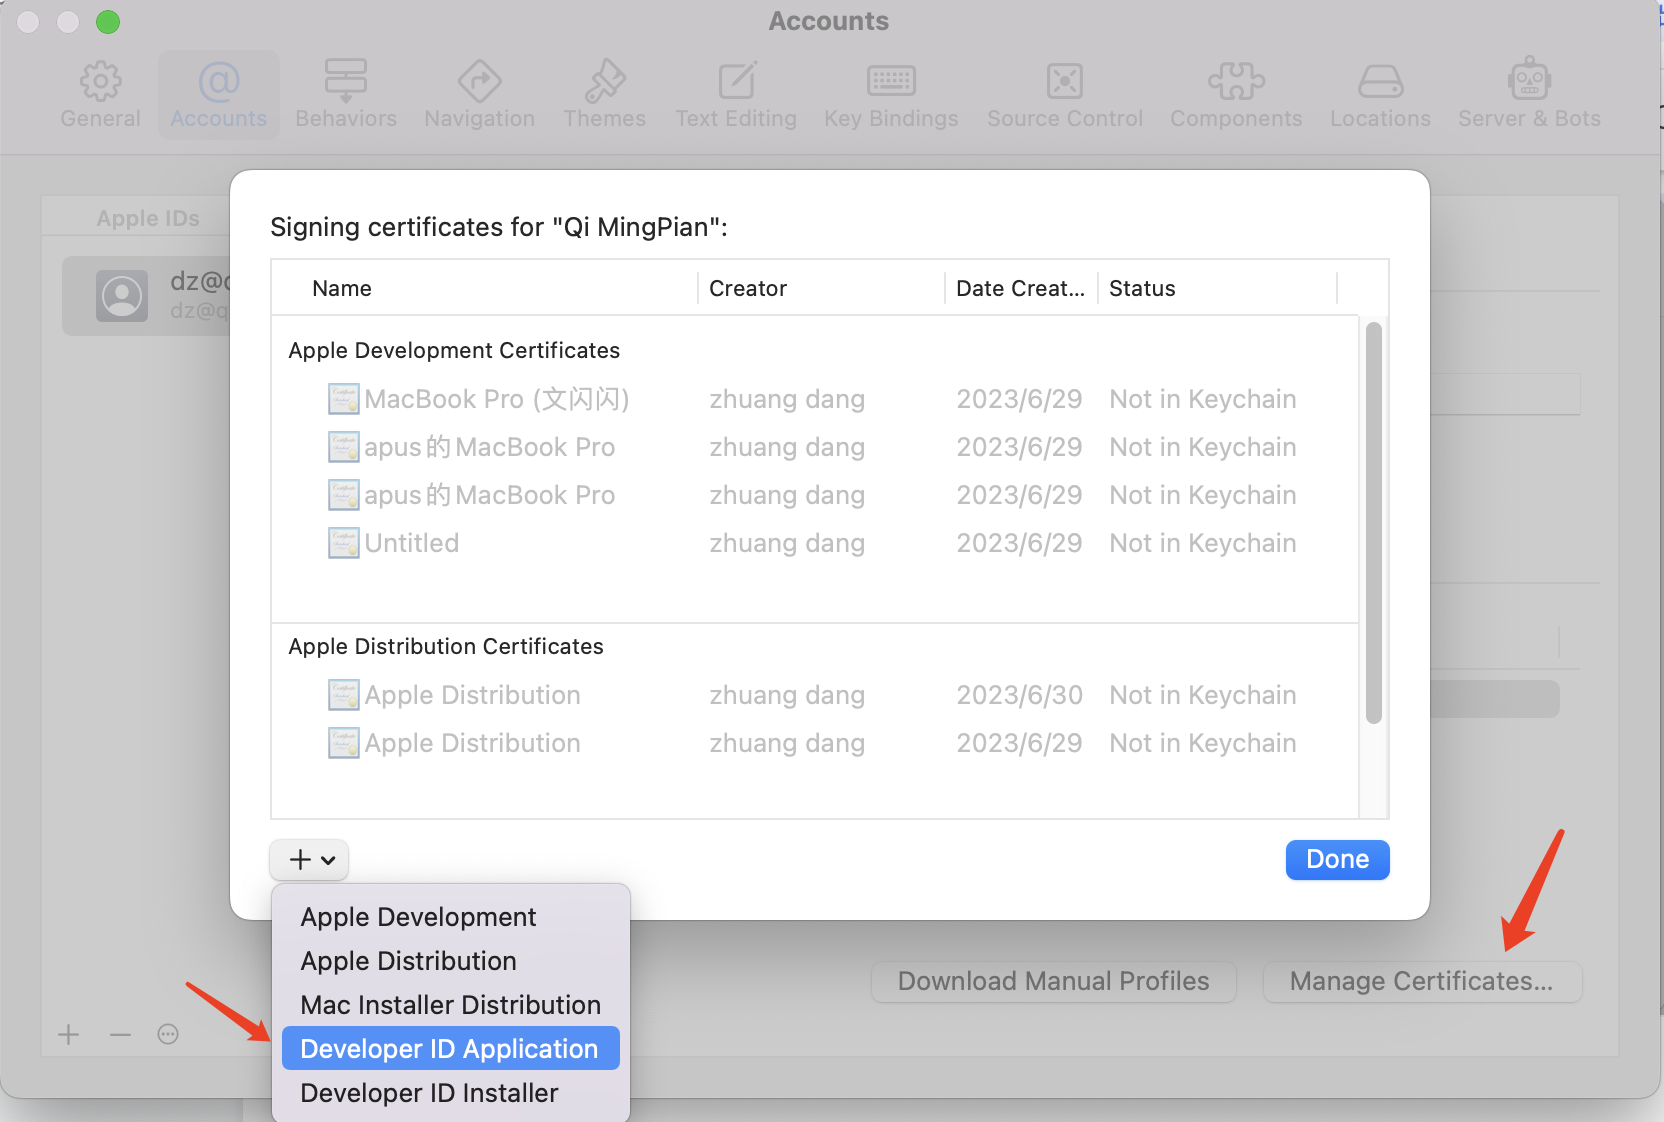 Accounts
General
Accounts
Behaviors
Navigation
Themes
Text Editing
Key Bindings
Source Control
Components
Locations
Server & Bots
Apple IDs
dz@
dz@q
Signing certificates for "Qi MingPian":
Name Creator Date Creat... Status
Apple Development Certificates
MacBook Pro (文闪闪) zhuang dang 2023/6/29 Not in Keychain
apus的MacBook Pro zhuang dang 2023/6/29 Not in Keychain
apus的MacBook Pro zhuang dang 2023/6/29 Not in Keychain
Untitled zhuang dang 2023/6/29 Not in Keychain
Apple Distribution Certificates
Apple Distribution zhuang dang 2023/6/30 Not in Keychain
Apple Distribution zhuang dang 2023/6/29 Not in Keychain
Done
Apple Development
Apple Distribution
Mac Installer Distribution
Developer ID Application
Developer ID Installer
Download Manual Profiles
Manage Certificates...